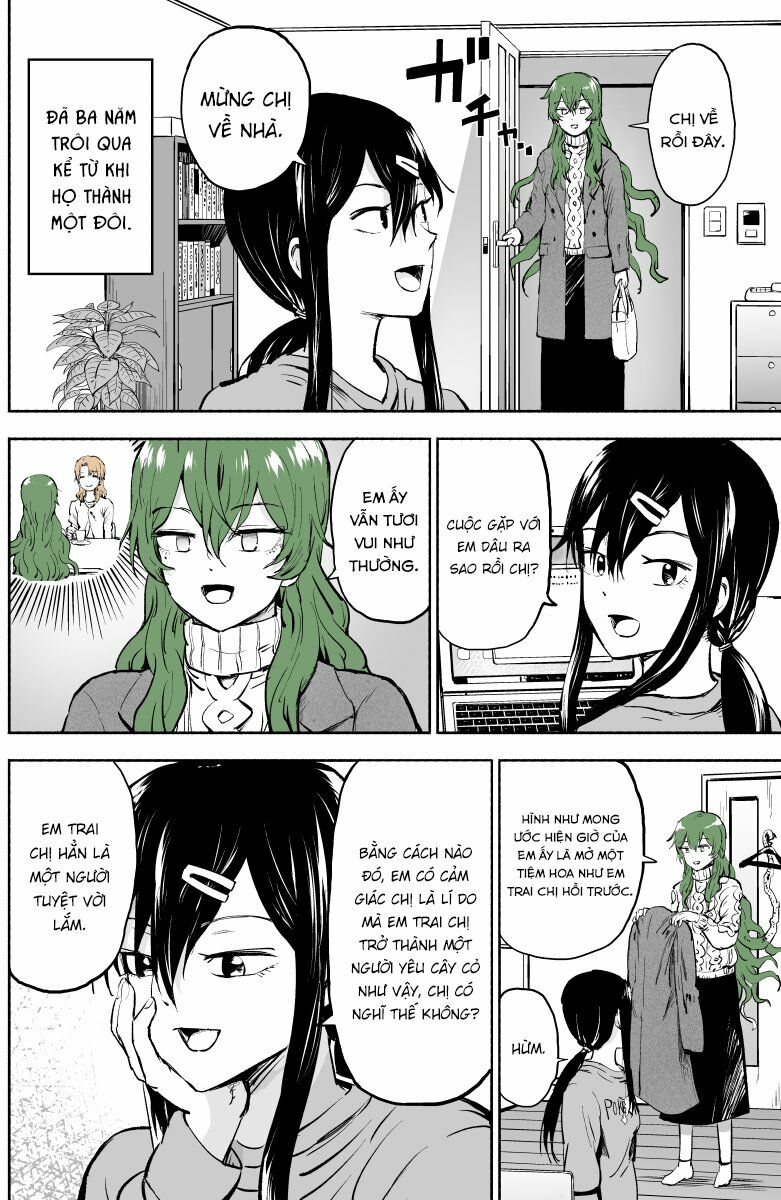 CHỊ VỀ
RỒI ĐÂY.
ガチャ..
MỪNG CHỊ
VỀ NHÀ.
ĐÃ BA NĂM
TRÔI QUA
KỂ TỪ KHI
HỌ THÀNH
MỘT ĐÔI.
CUỘC GẶP VỚI
EM DÂU RA
SAO RỒI CHỊ?
EM ẤY
VẪN TƯƠI
VUI NHƯ
THƯỜNG.
HÌNH NHƯ MONG
ƯỚC HIỆN GIỜ CỦA
EM ẤY LÀ MỞ MỘT
TIỆM HOA NHƯ EM
TRAI CHỊ HỒI TRƯỚC.
HỪM.
POKE
BẰNG CÁCH NÀO
ĐÓ, EM CÓ CẢM
GIÁC CHỊ LÀ LÍ DO
MÀ EM TRAI CHỊ
TRỞ THÀNH MỘT
NGƯỜI YÊU CÂY CỎ
NHƯ VẬY, CHỊ CÓ
NGHĨ THẾ KHÔNG?
EM TRAI
CHỊ HẲN LÀ
MỘT NGƯỜI
TUYỆT VỜI
LẮM.